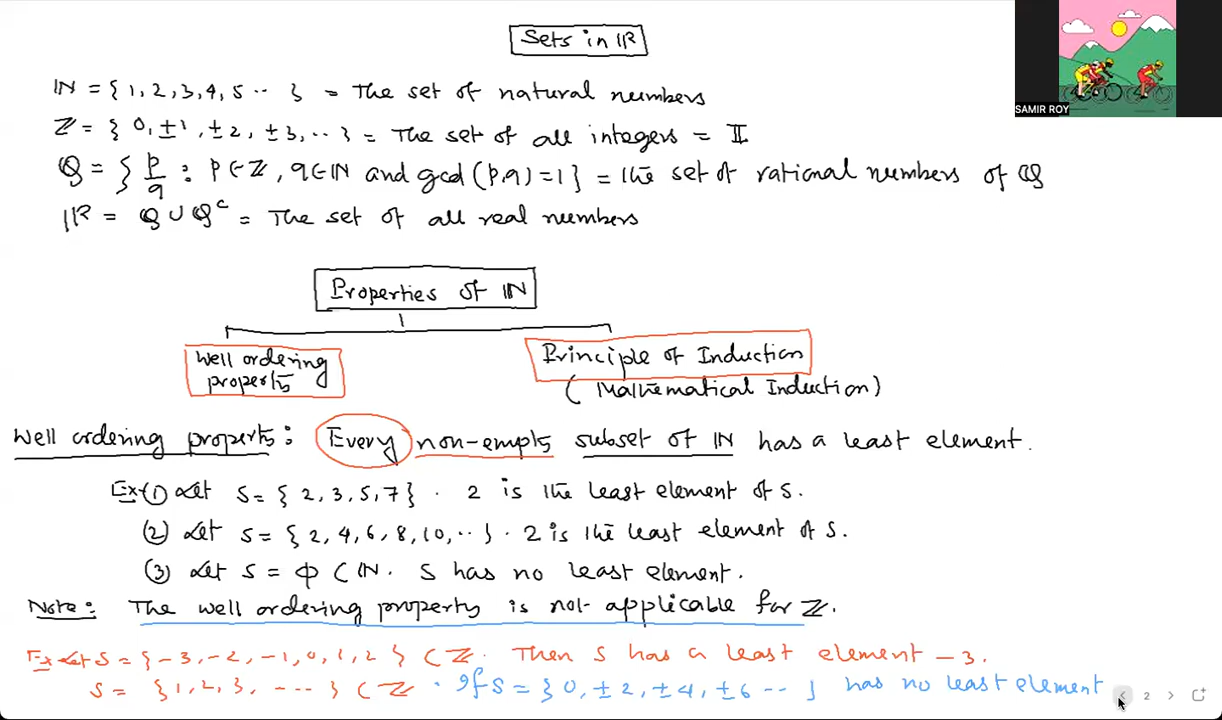 Sets in ℝ
SAMIR ROY
ℕ = { 1, 2, 3, 4, 5 .. } = The set of natural numbers
ℤ = { 0, ±1, ±2, ±3, .. } = The set of all integers = II
ℚ = { p/q : p ∈ ℤ, q ∈ ℕ and gcd (p,q) = 1 } = The set of rational numbers of ℚ
ℝ = ℚ ∪ ℚᶜ = The set of all real numbers
Properties of ℕ
Well ordering property
Principle of Induction
( Mathematical Induction )
Well ordering property : Every non-empty subset of ℕ has a least element.
Ex-(1) Let S = { 2, 3, 5, 7 } . 2 is the least element of S.
(2) Let S = { 2, 4, 6, 8, 10, .. } . 2 is the least element of S.
(3) Let S = ϕ ⊂ ℕ. S has no least element.
Note: The well ordering property is not applicable for ℤ.
Ex Let S = { -3, -2, -1, 0, 1, 2 } ⊂ ℤ. Then S has a least element -3.
S = { 1, 2, 3, .... } ⊂ ℤ . If S = { 0, ±2, ±4, ±6 .. } has no least element
2